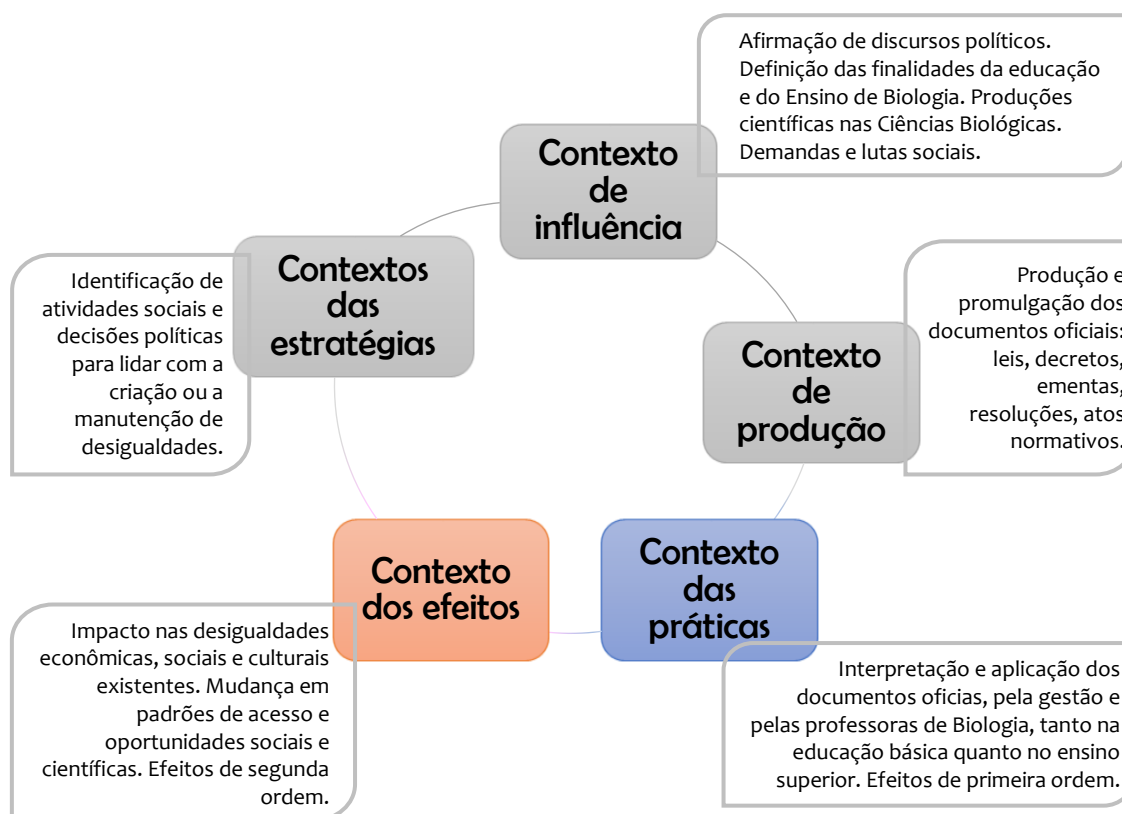 Afirmação de discursos políticos.
Definição das finalidades da educação
e do Ensino de Biologia. Produções
científicas nas Ciências Biológicas.
Demandas e lutas sociais.
Contexto
de
influência
Contextos
das
estratégias
Identificação de
atividades sociais e
decisões políticas
para lidar com a
criação ou a
manutenção de
desigualdades.
Contexto
de
produção
Produção e
promulgação dos
documentos oficiais:
leis, decretos,
ementas,
resoluções, atos
normativos.
Contexto
dos efeitos
Impacto nas desigualdades
econômicas, sociais e culturais
existentes. Mudança em
padrões de acesso e
oportunidades sociais e
científicas. Efeitos de segunda
ordem.
Contexto
das
práticas
Interpretação e aplicação dos
documentos oficias, pela gestão e
pelas professoras de Biologia, tanto na
educação básica quanto no ensino
superior. Efeitos de primeira ordem.